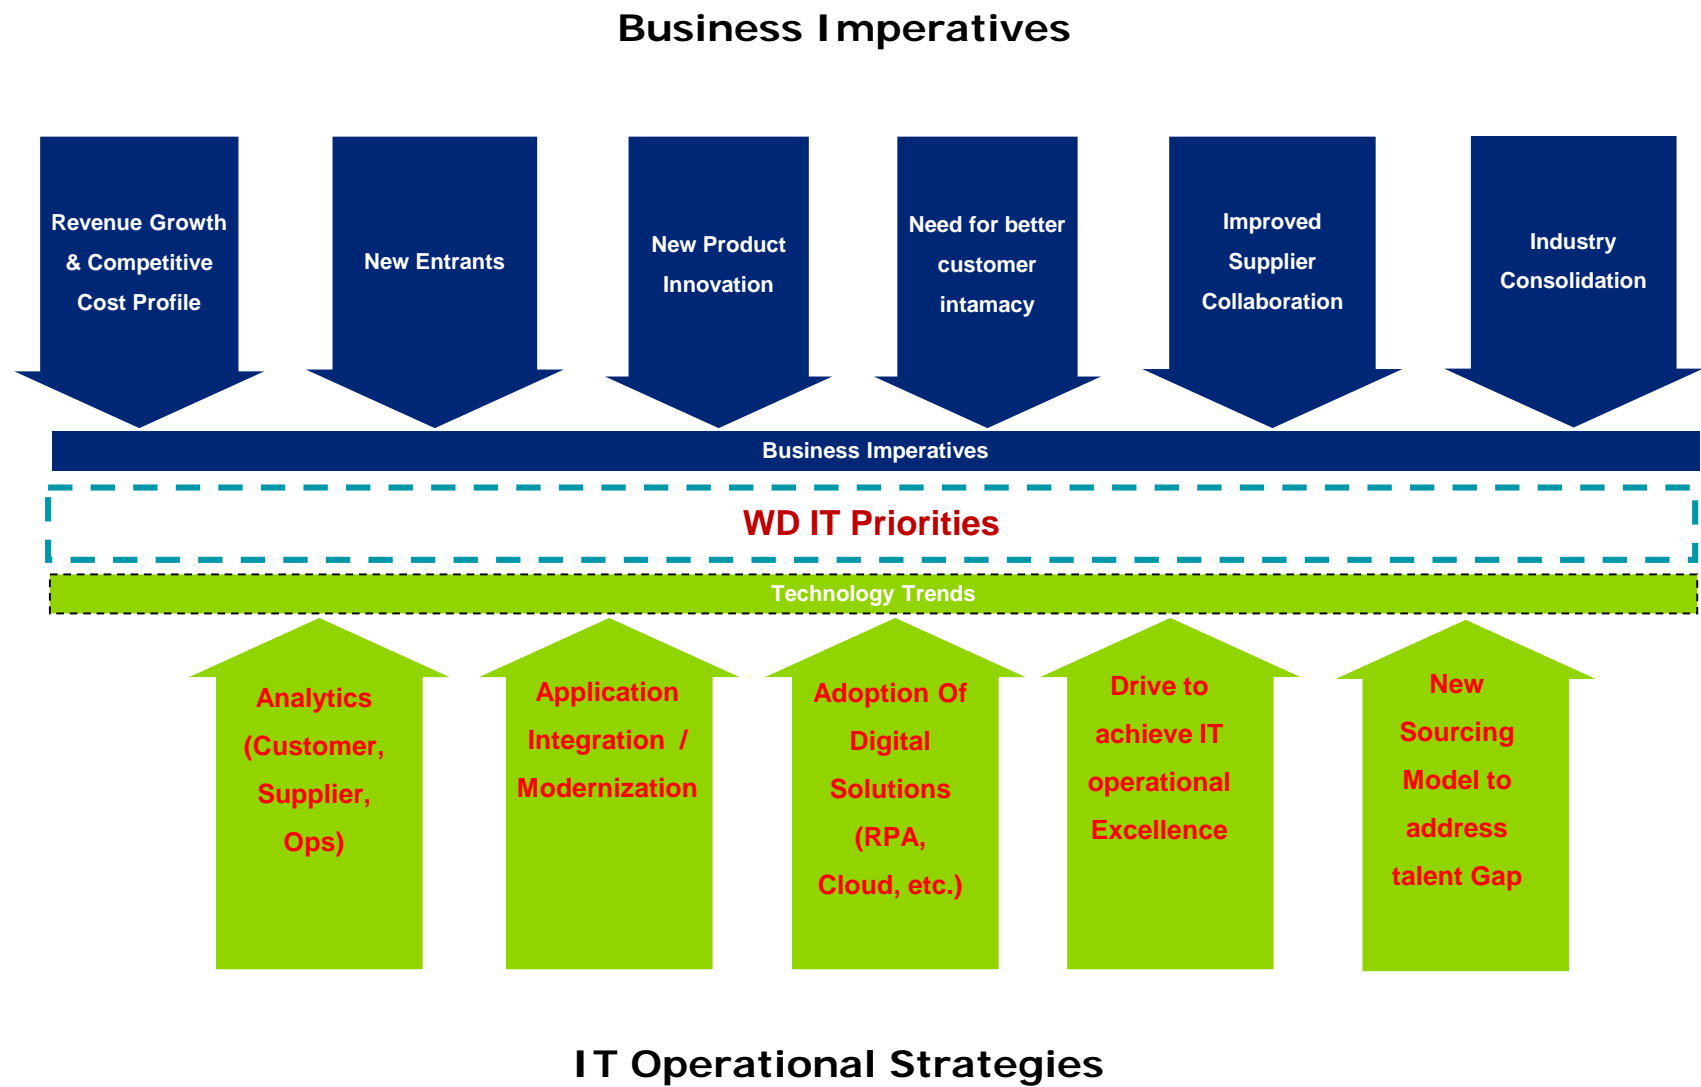 Business Imperatives
Revenue Growth
& Competitive
Cost Profile
New Entrants
New Product
Innovation
Need for better
customer
intamacy
Improved
Supplier
Collaboration
Industry
Consolidation
Business Imperatives
WD IT Priorities
Technology Trends
Analytics
(Customer,
Supplier,
Ops)
Application
Integration /
Modernization
Adoption Of
Digital
Solutions
(RPA,
Cloud, etc.)
Drive to
achieve IT
operational
Excellence
New
Sourcing
Model to
address
talent Gap
IT Operational Strategies